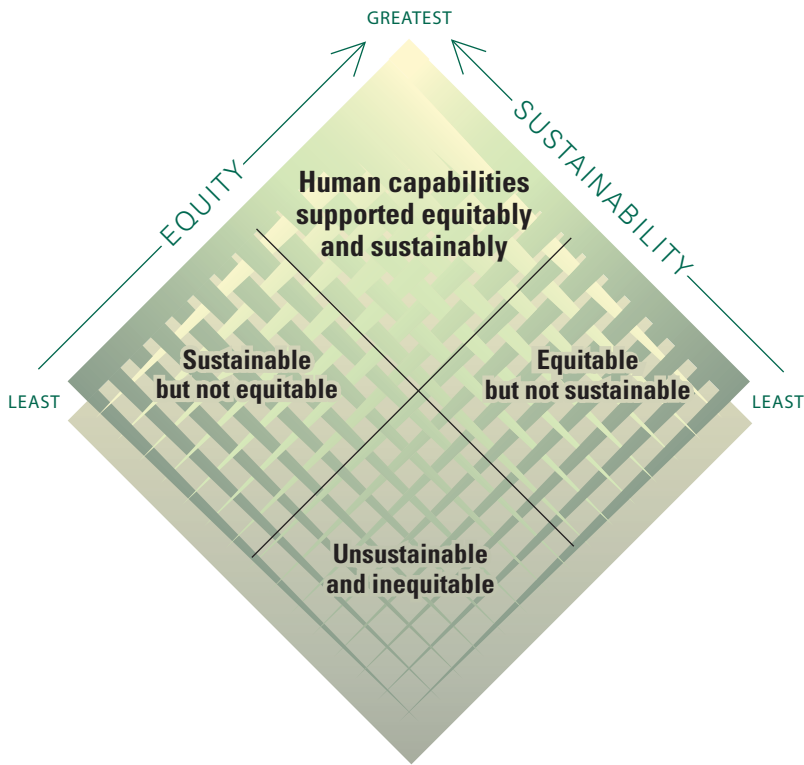 GREATEST
EQUITY
SUSTAINABILITY
Human capabilities
supported equitably
and sustainably
Sustainable
but not equitable
Equitable
but not sustainable
LEAST
LEAST
Unsustainable
and inequitable